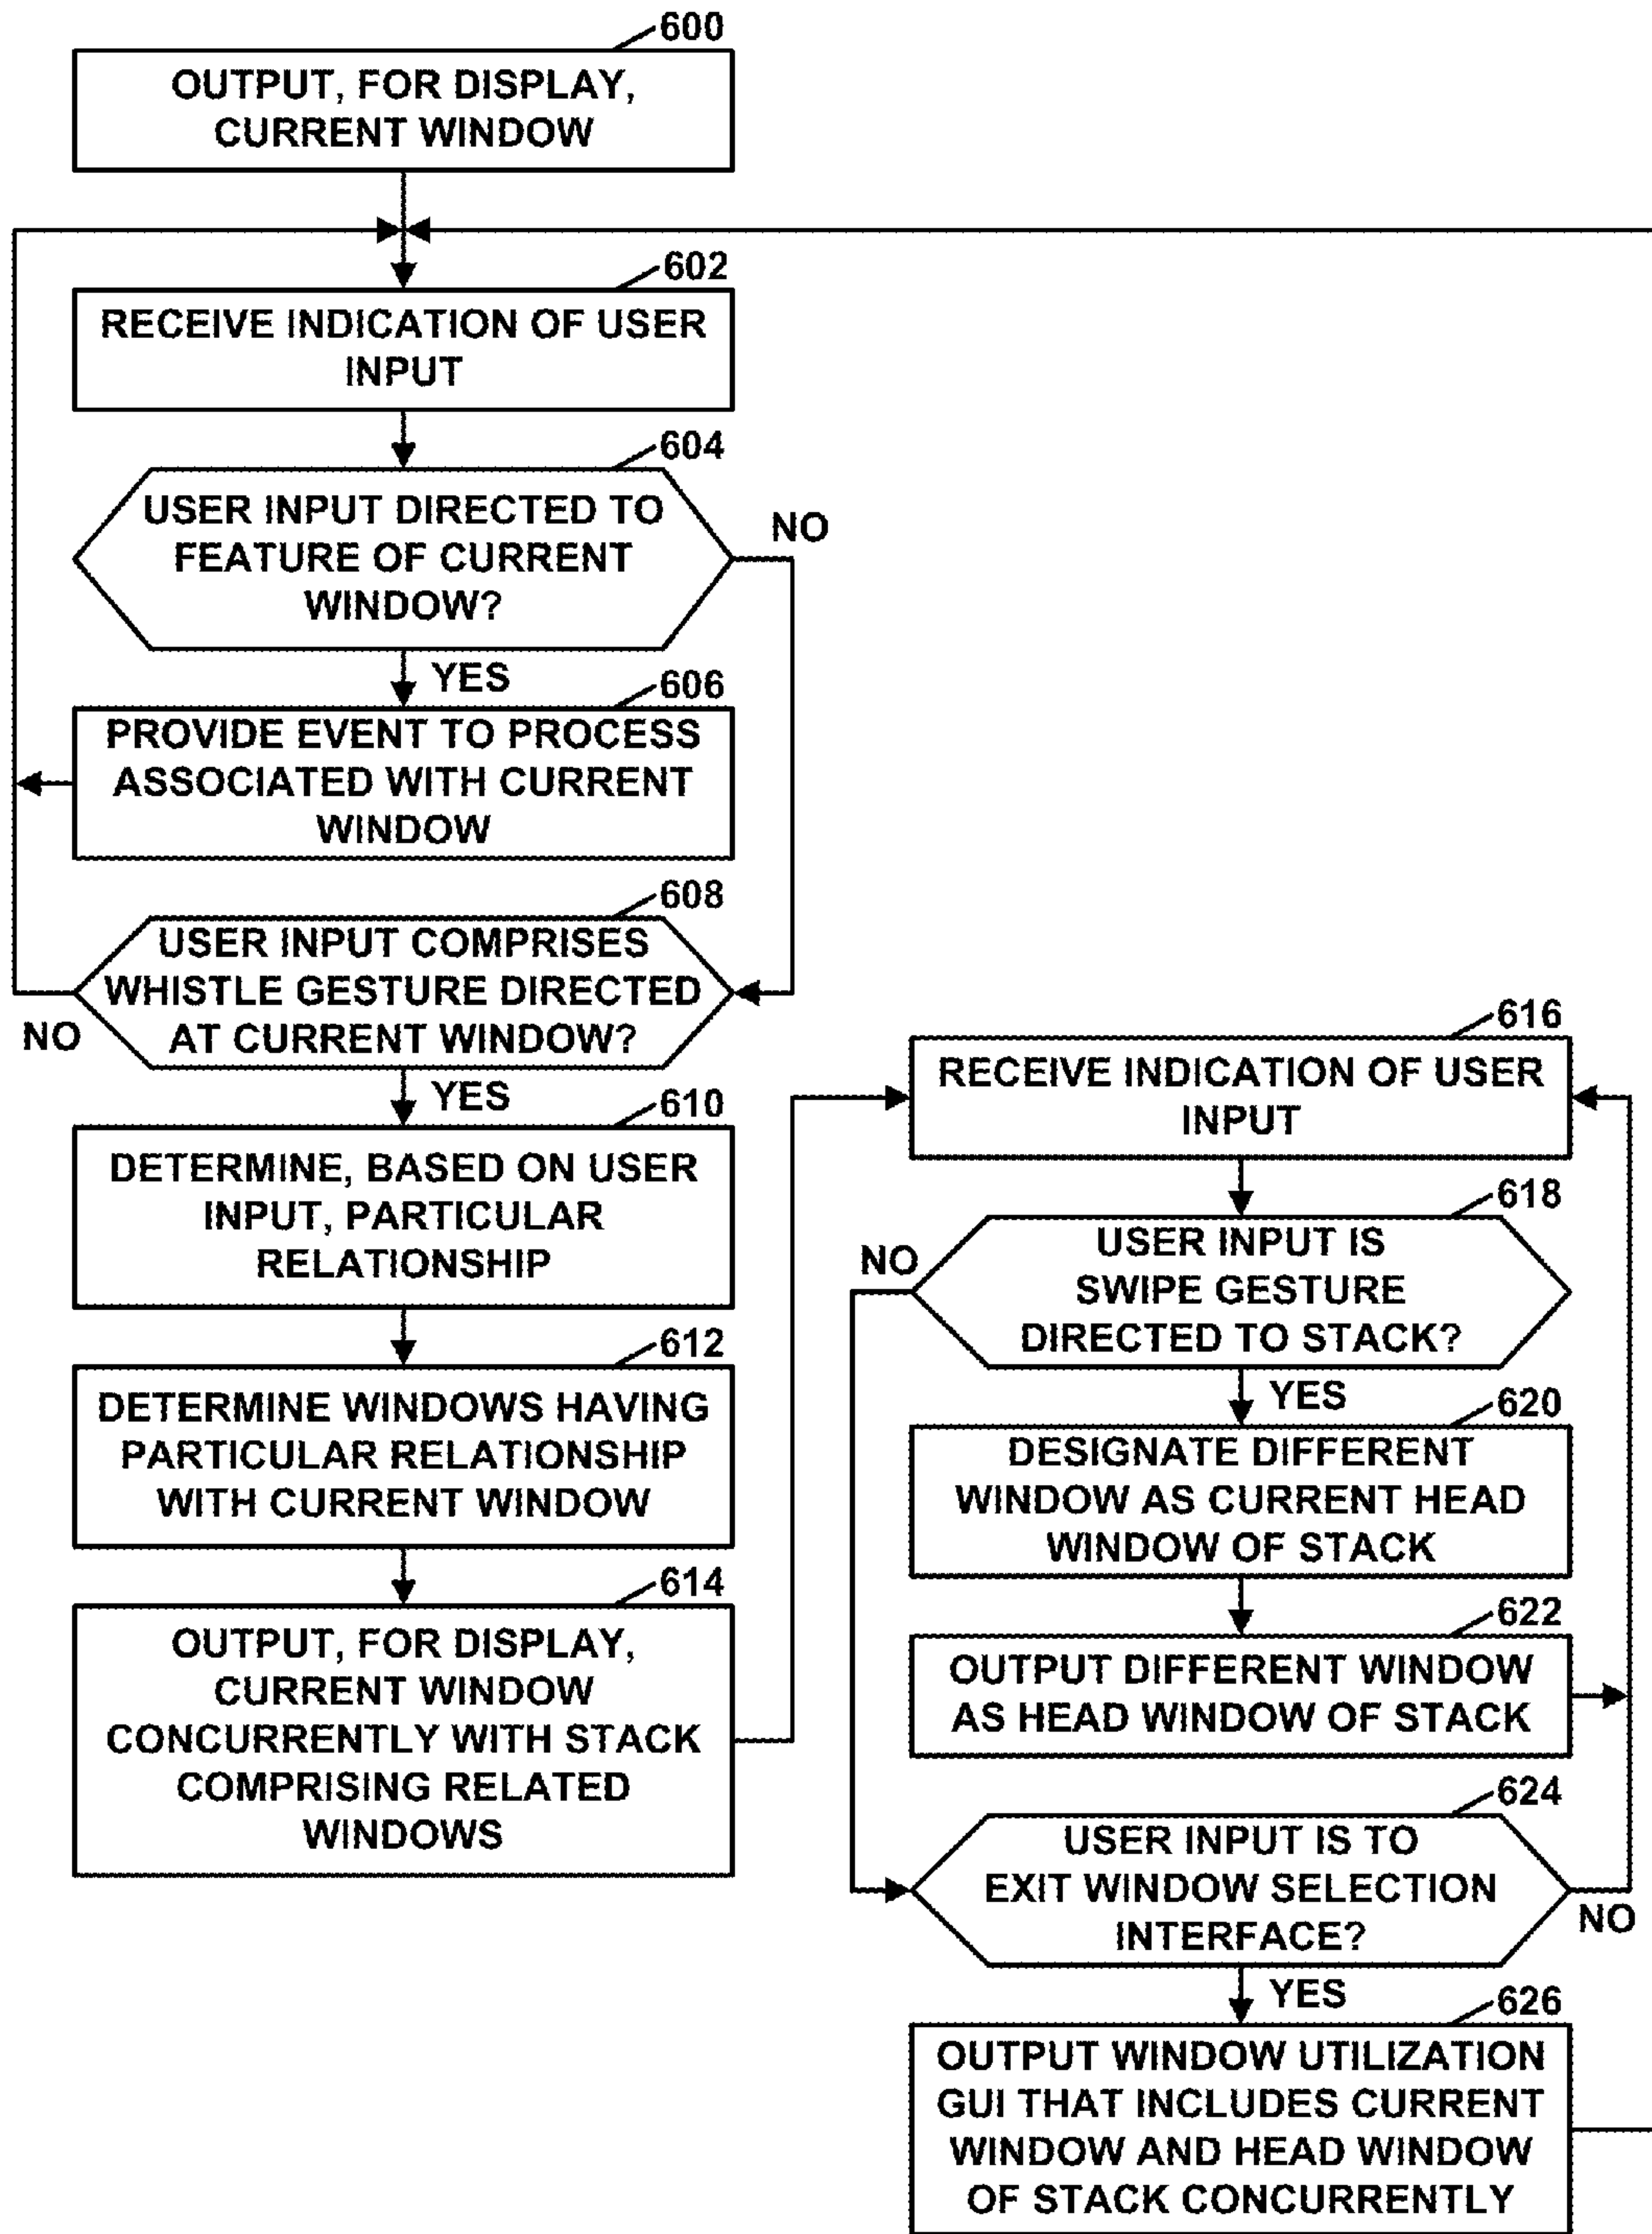 600
OUTPUT, FOR DISPLAY,
CURRENT WINDOW
602
RECEIVE INDICATION OF USER
INPUT
604
USER INPUT DIRECTED TO
FEATURE OF CURRENT
WINDOW?
NO
YES
606
PROVIDE EVENT TO PROCESS
ASSOCIATED WITH CURRENT
WINDOW
608
USER INPUT COMPRISES
WHISTLE GESTURE DIRECTED
AT CURRENT WINDOW?
NO
YES
610
DETERMINE, BASED ON USER
INPUT, PARTICULAR
RELATIONSHIP
612
DETERMINE WINDOWS HAVING
PARTICULAR RELATIONSHIP
WITH CURRENT WINDOW
614
OUTPUT, FOR DISPLAY,
CURRENT WINDOW
CONCURRENTLY WITH STACK
COMPRISING RELATED
WINDOWS
616
RECEIVE INDICATION OF USER
INPUT
618
USER INPUT IS
SWIPE GESTURE
DIRECTED TO STACK?
NO
YES
620
DESIGNATE DIFFERENT
WINDOW AS CURRENT HEAD
WINDOW OF STACK
622
OUTPUT DIFFERENT WINDOW
AS HEAD WINDOW OF STACK
624
USER INPUT IS TO
EXIT WINDOW SELECTION
INTERFACE?
NO
YES
626
OUTPUT WINDOW UTILIZATION
GUI THAT INCLUDES CURRENT
WINDOW AND HEAD WINDOW
OF STACK CONCURRENTLY